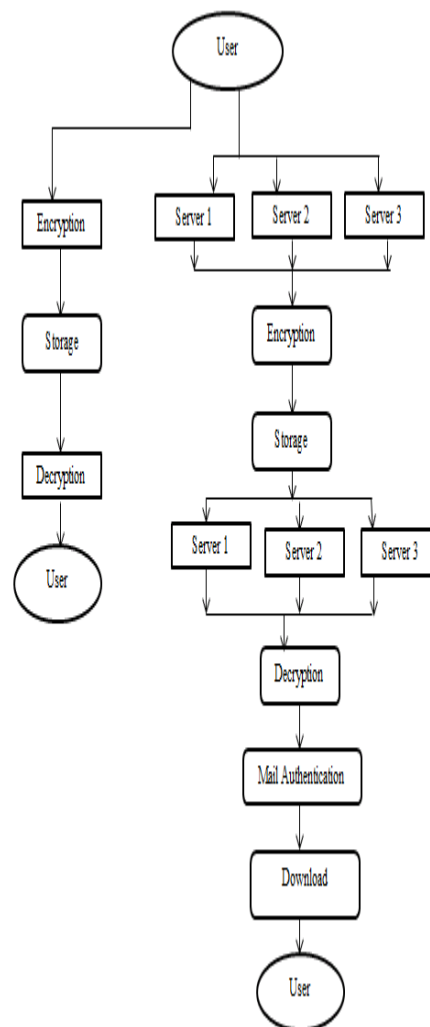 User
Encryption
Server 1
Server 2
Server 3
Storage
Encryption
Storage
Decryption
Server 1
Server 2
Server 3
User
Decryption
Mail Authentication
Download
User